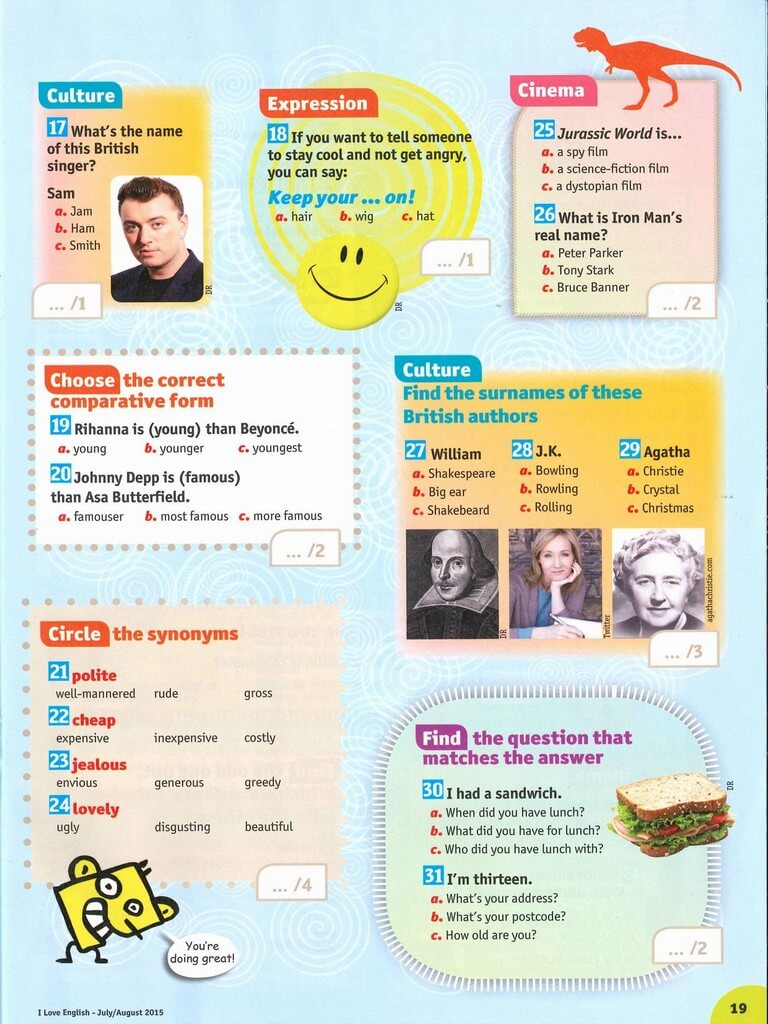 Culture
17 What's the name
of this British
singer?
Sam
a. Jam
b. Ham
c. Smith
DR
... /1
Expression
18 If you want to tell someone
to stay cool and not get angry,
you can say:
Keep your ... on!
a. hair b. wig c. hat
... /1
DR
Cinema
25 Jurassic World is...
a. a spy film
b. a science-fiction film
c. a dystopian film
26 What is Iron Man's
real name?
a. Peter Parker
b. Tony Stark
c. Bruce Banner
... /2
Choose the correct
comparative form
19 Rihanna is (young) than Beyoncé.
a. young b. younger c. youngest
20 Johnny Depp is (famous)
than Asa Butterfield.
a. famouser b. most famous c. more famous
... /2
Culture
Find the surnames of these
British authors
27 William
a. Shakespeare
b. Big ear
c. Shakebeard
DR
28 J.K.
a. Bowling
b. Rowling
c. Rolling
Twitter
29 Agatha
a. Christie
b. Crystal
c. Christmas
agathachristie.com
... /3
Circle the synonyms
21 polite
well-mannered rude gross
22 cheap
expensive inexpensive costly
23 jealous
envious generous greedy
24 lovely
ugly disgusting beautiful
... /4
You're
doing great!
Find the question that
matches the answer
30 I had a sandwich.
a. When did you have lunch?
b. What did you have for lunch?
c. Who did you have lunch with?
DR
31 I'm thirteen.
a. What's your address?
b. What's your postcode?
c. How old are you?
... /2
I Love English - July/August 2015
19